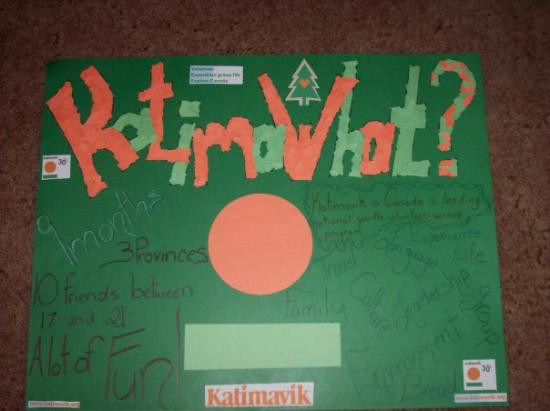 Volunteer
Experience group life
Explore Canada
KatimaWhat?
katimavik
30
9 months
Katimavik is Canada's leading
national youth volunteer-service
program
3 Provinces
Experience
Language
Life
Travel
10 Friends between
17 and 21
Culture
leadership
group
Family
A lot of Fun!
Environment
Bread
katimavik
30
www.katimavik.org
Katimavik
www.katimavik.org